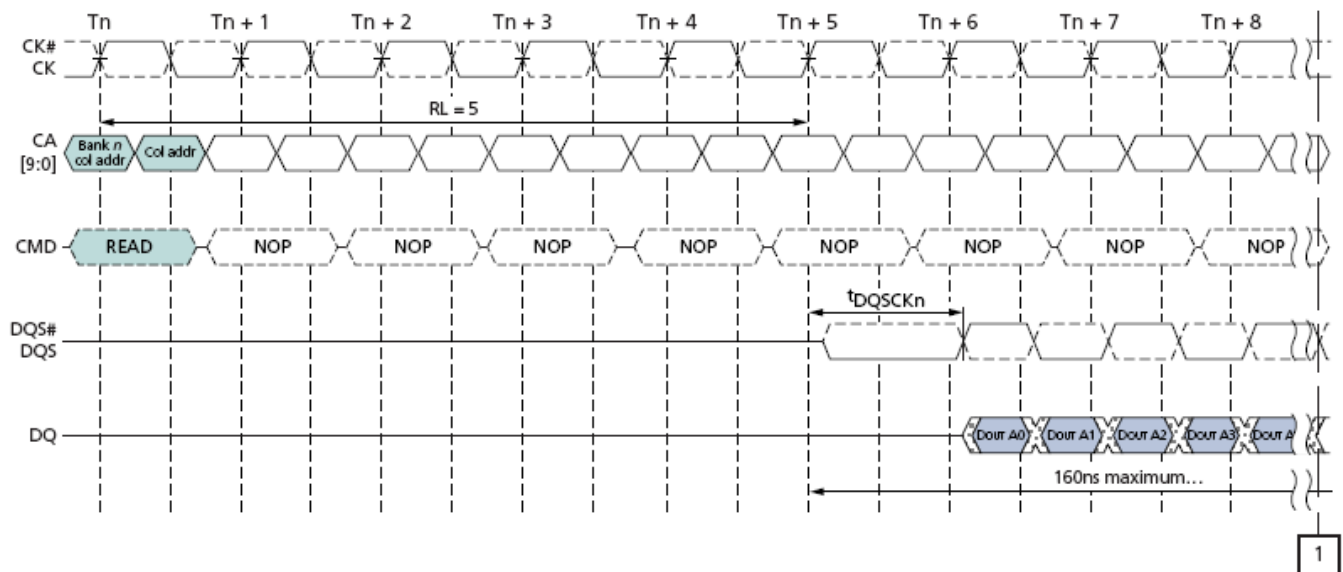 Tn Tn + 1 Tn + 2 Tn + 3 Tn + 4 Tn + 5 Tn + 6 Tn + 7 Tn + 8
CK#
CK
RL = 5
CA
[9:0]
Bank n
col addr
Col addr
CMD READ NOP NOP NOP NOP NOP NOP NOP NOP
tDQSCKn
DQS#
DQS
DQ DOUT A0 DOUT A1 DOUT A2 DOUT A3 DOUT A
160ns maximum...
1